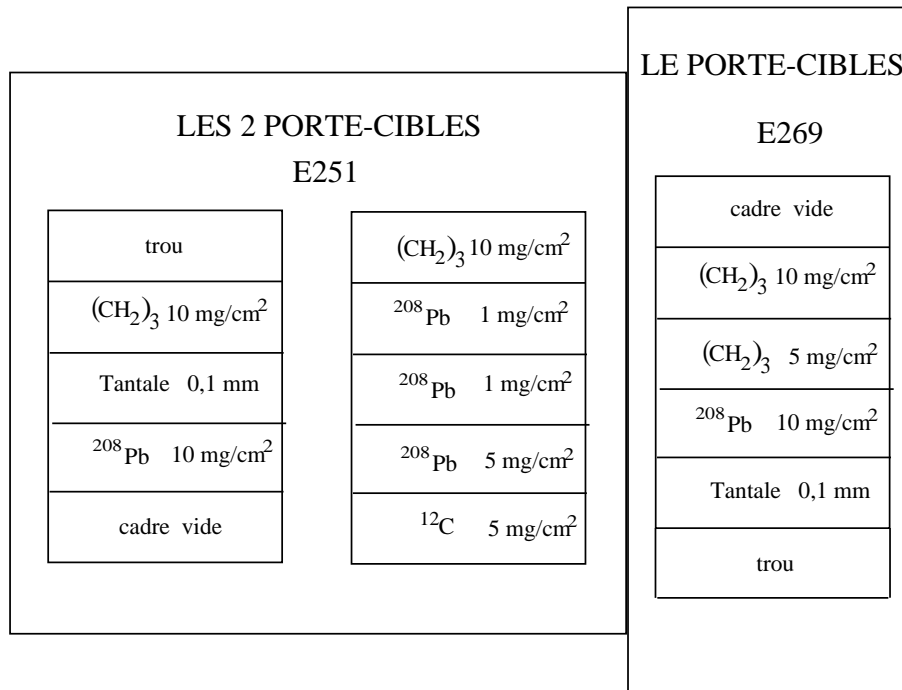 LES 2 PORTE-CIBLES
E251
trou
(CH₂)₃ 10 mg/cm²
Tantale 0,1 mm
²⁰⁸Pb 10 mg/cm²
cadre vide
(CH₂)₃ 10 mg/cm²
²⁰⁸Pb 1 mg/cm²
²⁰⁸Pb 1 mg/cm²
²⁰⁸Pb 5 mg/cm²
¹²C 5 mg/cm²
LE PORTE-CIBLES
E269
cadre vide
(CH₂)₃ 10 mg/cm²
(CH₂)₃ 5 mg/cm²
²⁰⁸Pb 10 mg/cm²
Tantale 0,1 mm
trou